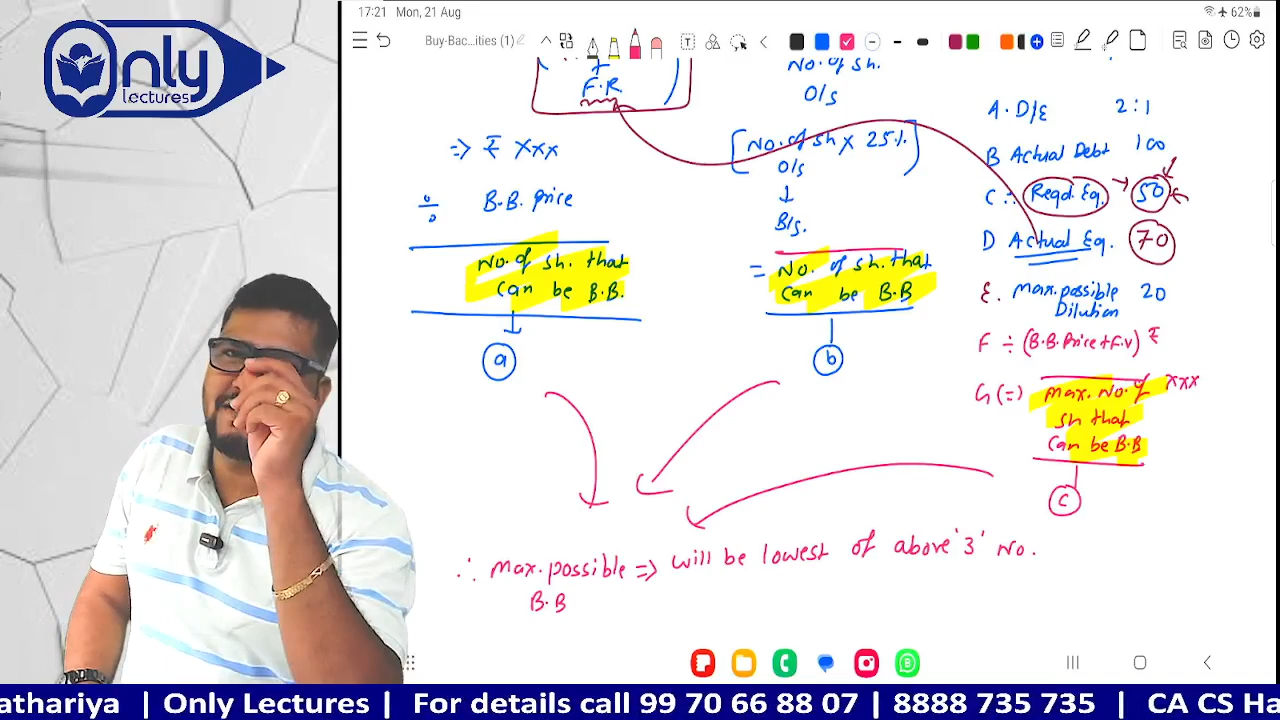 Only
lectures
17:21 Mon, 21 Aug
62%
Buy-Bac...ities (1)
+
F.R
=> ₹ xxx
÷ B.B. Price
No. of sh. that
can be B.B.
a
No. of sh.
O/s
[No. of sh x 25%]
O/s
↓
B/s.
= No. of sh. that
can be B.B
b
A. D/E 2:1
B Actual Debt 100
C ∴ Reqd. Eq. → 50
D Actual Eq. 70
E. Max. possible 20
Dilution
F ÷ (B.B. Price + F.V) ₹
G (=) Max. No. of xxx
sh that
can be B.B
c
∴ max. possible => will be lowest of above '3' No.
B.B
athariya | Only Lectures | For details call 99 70 66 88 07 | 8888 735 735 | CA CS Ha